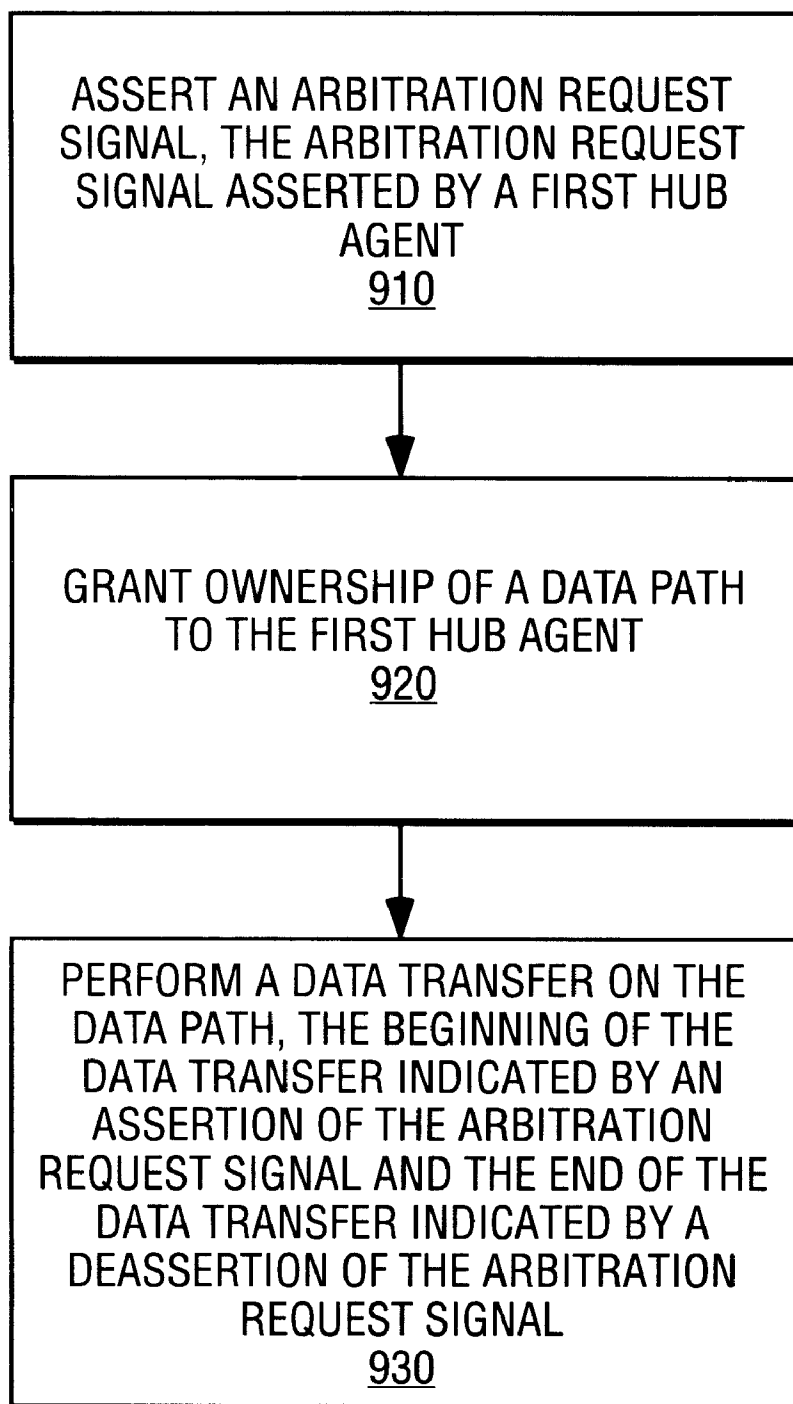 ASSERT AN ARBITRATION REQUEST
SIGNAL, THE ARBITRATION REQUEST
SIGNAL ASSERTED BY A FIRST HUB
AGENT
910
GRANT OWNERSHIP OF A DATA PATH
TO THE FIRST HUB AGENT
920
PERFORM A DATA TRANSFER ON THE
DATA PATH, THE BEGINNING OF THE
DATA TRANSFER INDICATED BY AN
ASSERTION OF THE ARBITRATION
REQUEST SIGNAL AND THE END OF THE
DATA TRANSFER INDICATED BY A
DEASSERTION OF THE ARBITRATION
REQUEST SIGNAL
930